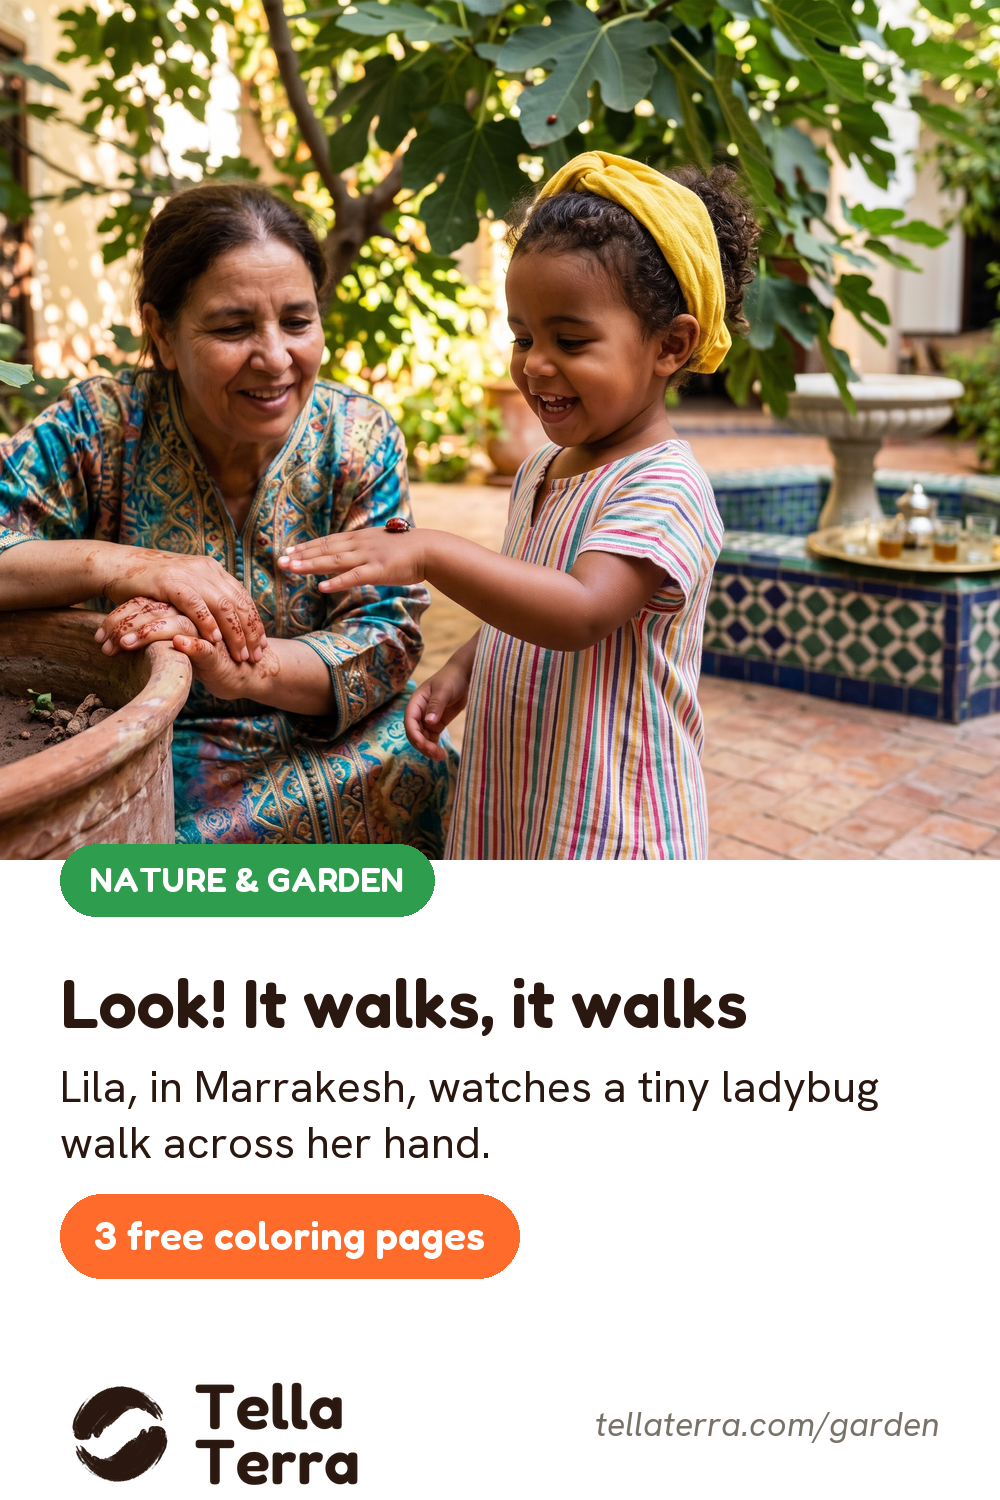 NATURE & GARDEN
Look! It walks, it walks
Lila, in Marrakesh, watches a tiny ladybug
walk across her hand.
3 free coloring pages
Tella
Terra
tellaterra.com/garden